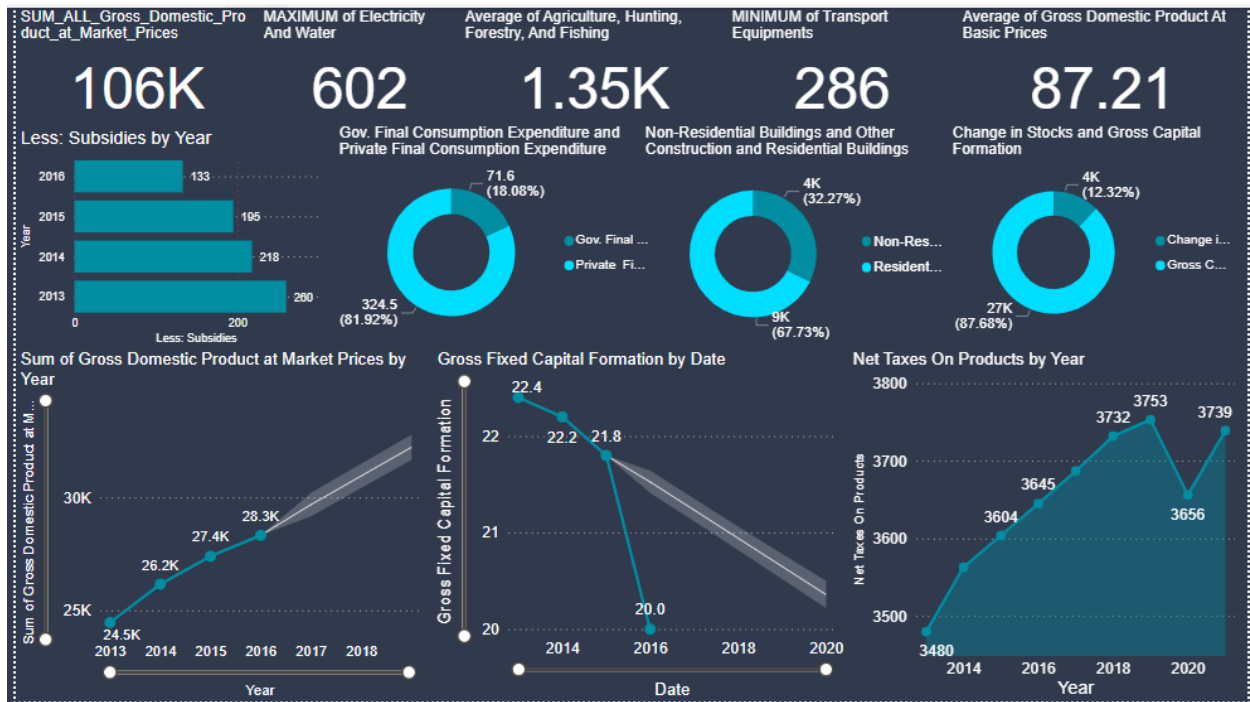 SUM_ALL_Gross_Domestic_Pro
duct_at_Market_Prices
106K
MAXIMUM of Electricity
And Water
602
Average of Agriculture, Hunting,
Forestry, And Fishing
1.35K
MINIMUM of Transport
Equipments
286
Average of Gross Domestic Product At
Basic Prices
87.21
Less: Subsidies by Year
Year
2016
133
2015
195
2014
218
2013
260
0
200
Less: Subsidies
Gov. Final Consumption Expenditure and
Private Final Consumption Expenditure
71.6
(18.08%)
324.5
(81.92%)
Gov. Final ...
Private Fi...
Non-Residential Buildings and Other
Construction and Residential Buildings
4K
(32.27%)
9K
(67.73%)
Non-Res...
Resident...
Change in Stocks and Gross Capital
Formation
4K
(12.32%)
27K
(87.68%)
Change i...
Gross C...
Sum of Gross Domestic Product at Market Prices by
Year
Sum of Gross Domestic Product at M...
30K
25K
24.5K
26.2K
27.4K
28.3K
2013
2014
2015
2016
2017
2018
Year
Gross Fixed Capital Formation by Date
Gross Fixed Capital Formation
22
21
20
22.4
22.2
21.8
20.0
2014
2016
2018
2020
Date
Net Taxes On Products by Year
Net Taxes On Products
3800
3700
3600
3500
3480
3604
3645
3732
3753
3656
3739
2014
2016
2018
2020
Year